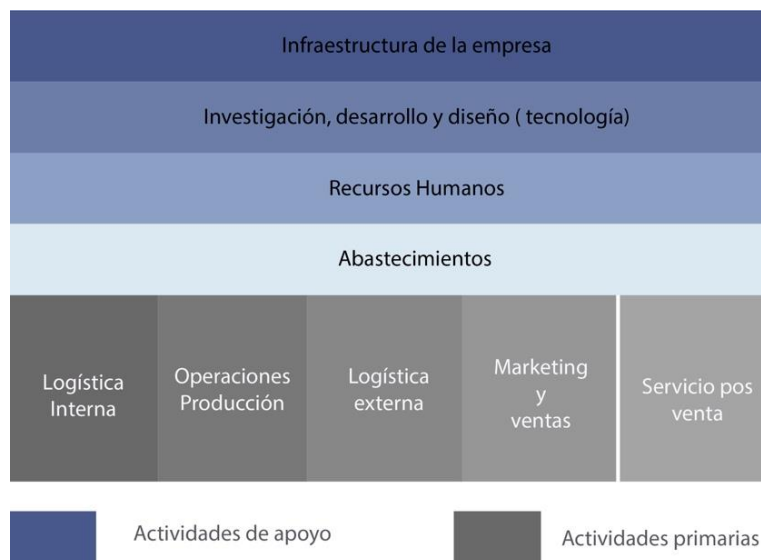 Infraestructura de la empresa
Investigación, desarrollo y diseño ( tecnología)
Recursos Humanos
Abastecimientos
Logística
Interna
Operaciones
Producción
Logística
externa
Marketing
y
ventas
Servicio pos
venta
Actividades de apoyo
Actividades primarias